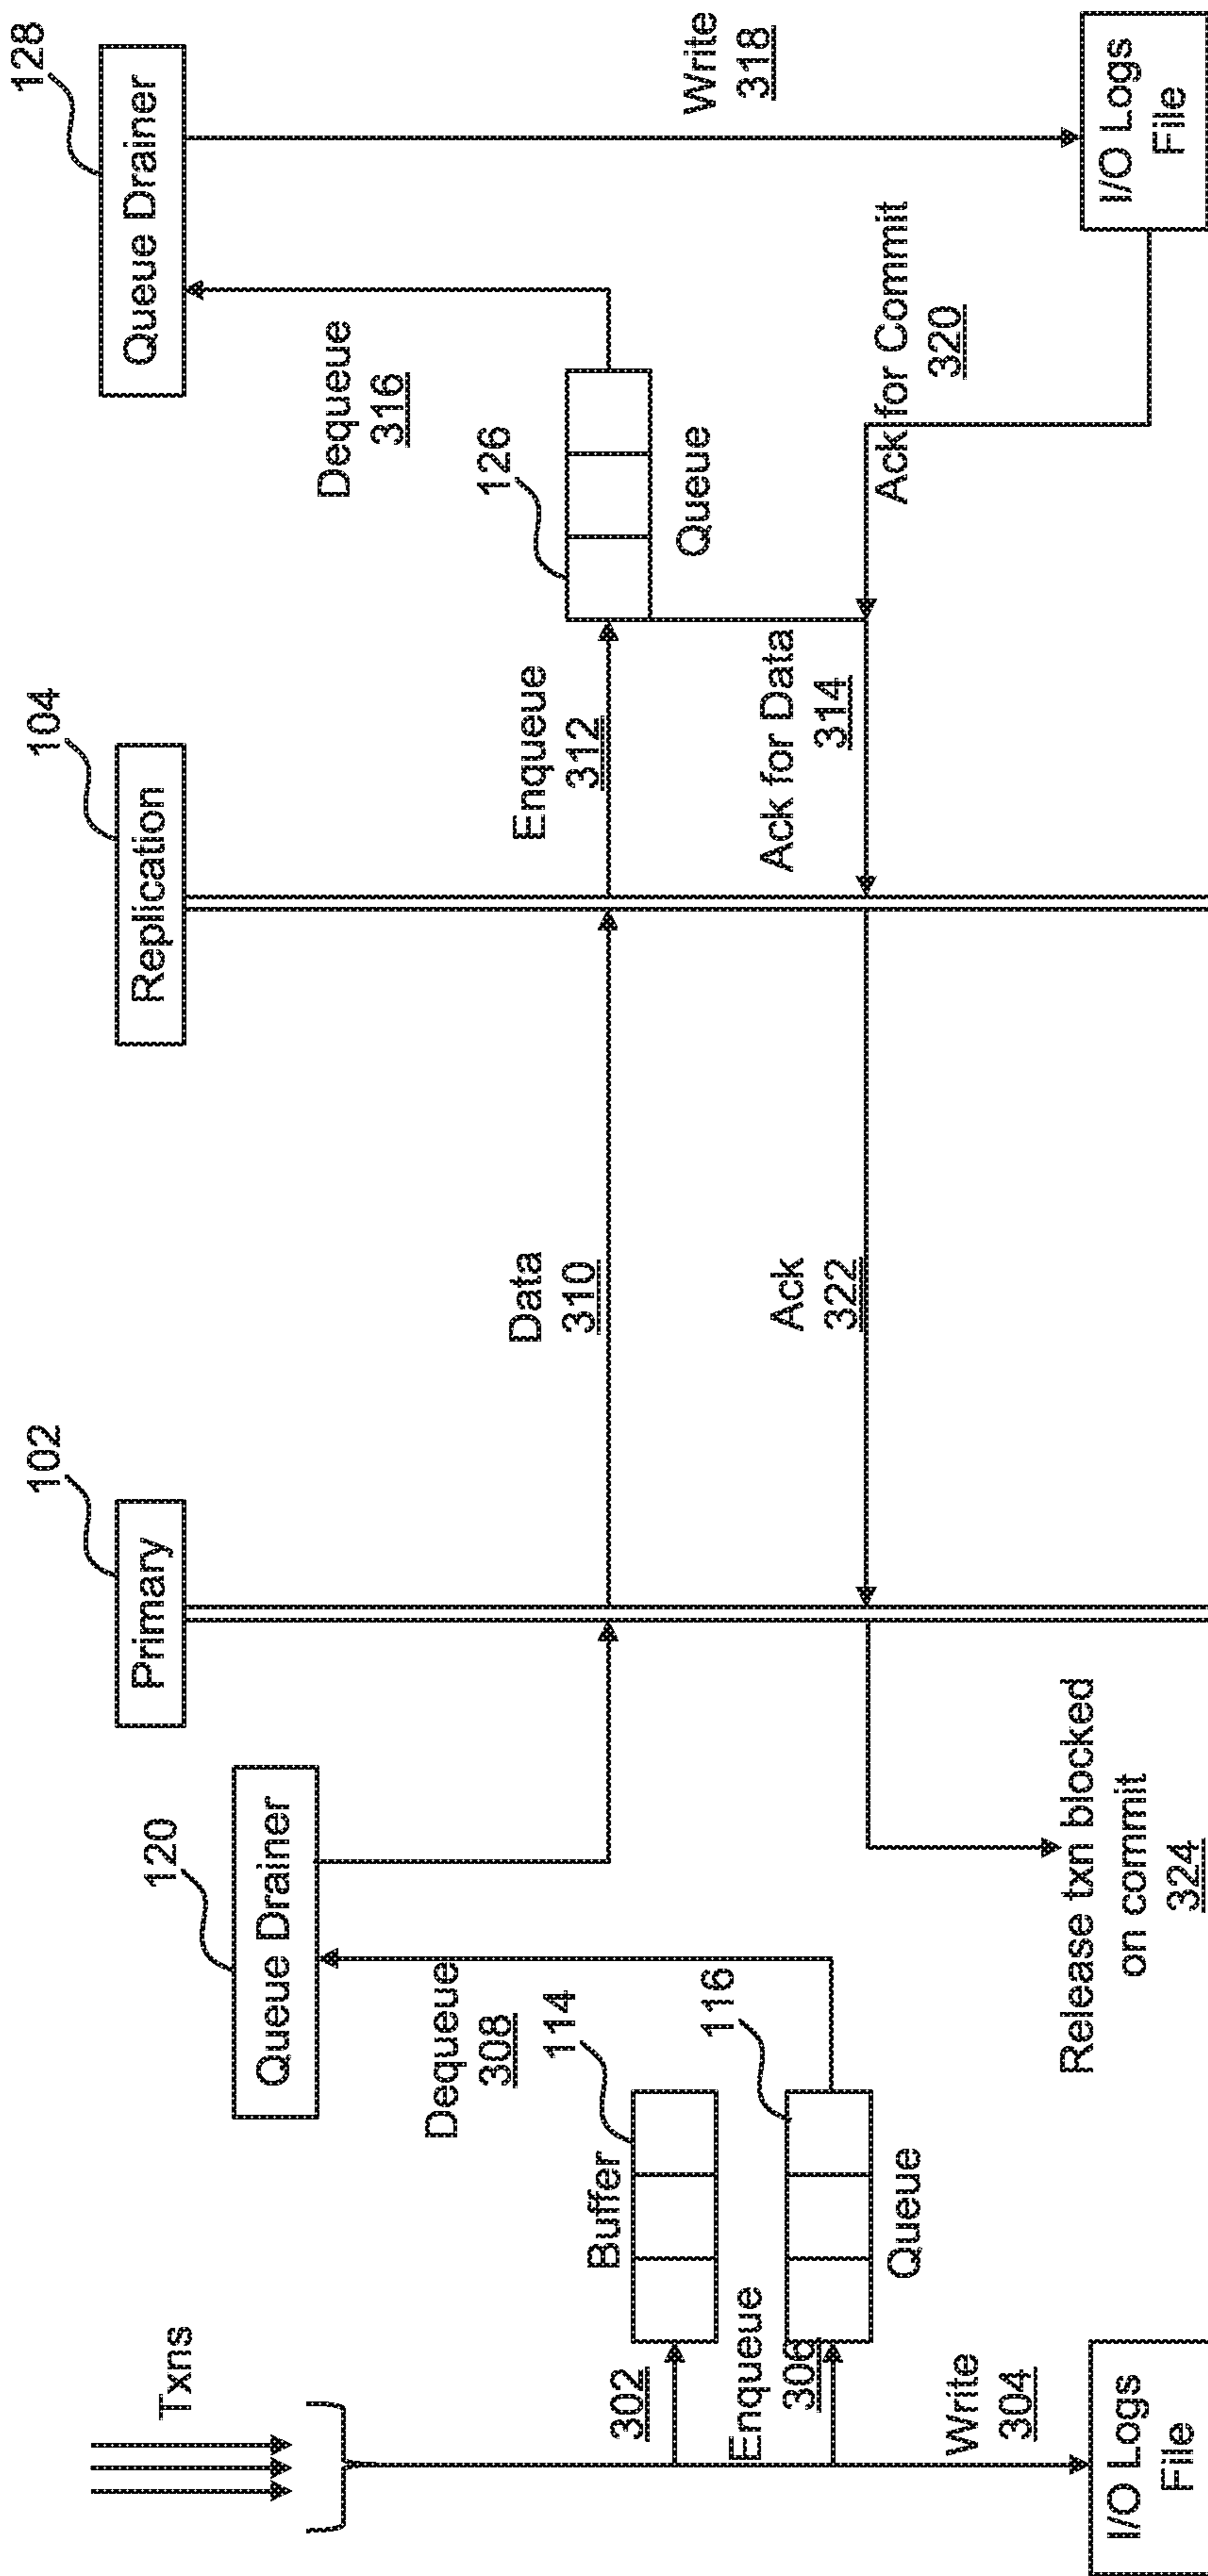 Txns
302
Enqueue
306
Write
304
I/O Logs
File
Buffer
114
Queue
116
Dequeue
308
Queue Drainer
120
Primary
102
Release txn blocked
on commit
324
Data
310
Ack
322
Replication
104
Enqueue
312
Ack for Data
314
126
Queue
Dequeue
316
Queue Drainer
128
Ack for Commit
320
Write
318
I/O Logs
File